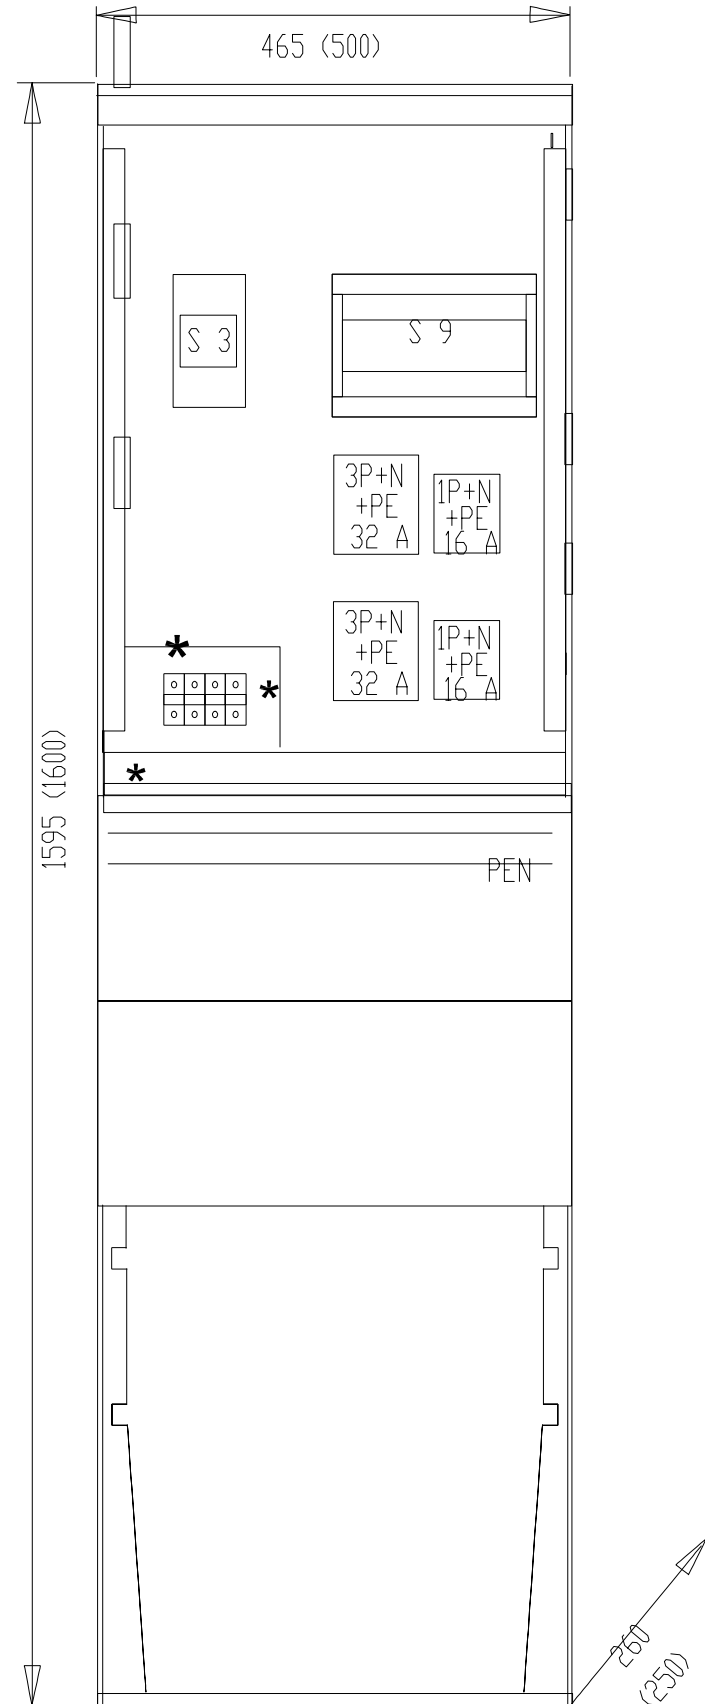 465 (500)
S 3
S 9
3P+N
+PE
32 A
1P+N
+PE
16 A
3P+N
+PE
32 A
1P+N
+PE
16 A
*
*
*
1595 (1600)
PEN
260
(250)